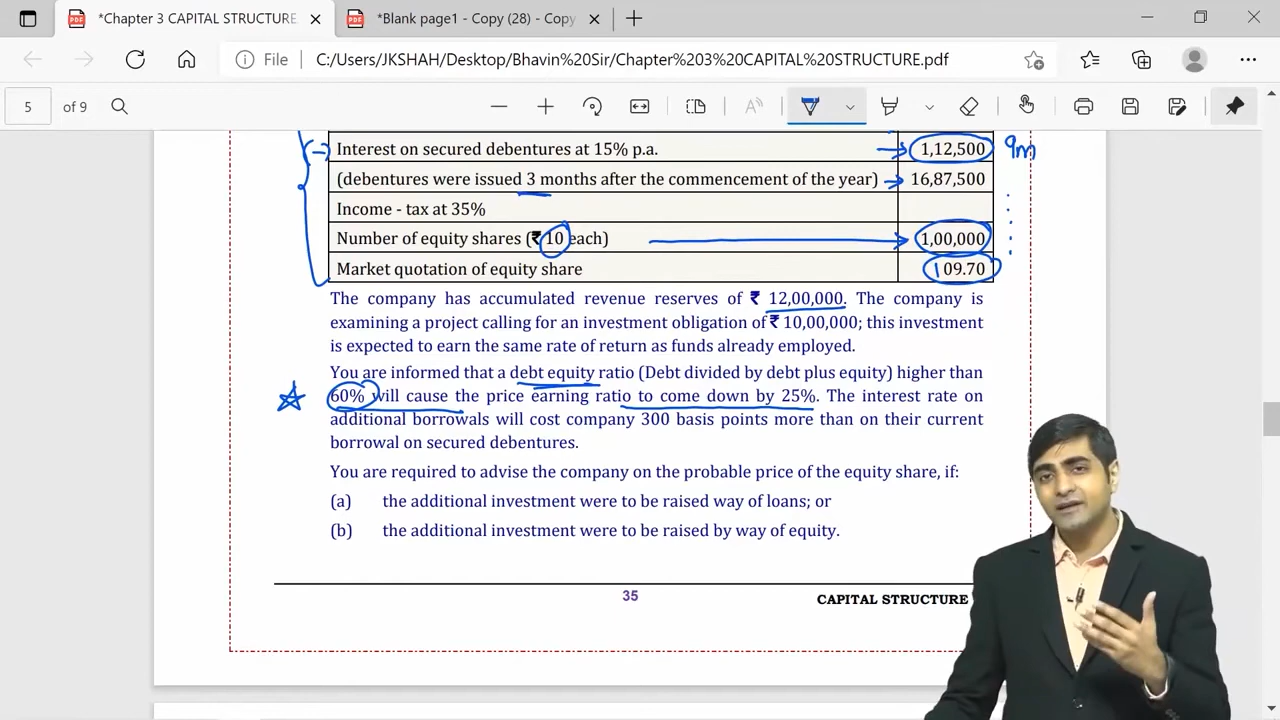 *Chapter 3 CAPITAL STRUCTURE
*Blank page1 - Copy (28) - Copy
File C:/Users/JKSHAH/Desktop/Bhavin%20Sir/Chapter%203%20CAPITAL%20STRUCTURE.pdf
5 of 9
Interest on secured debentures at 15% p.a. 1,12,500 9m
(debentures were issued 3 months after the commencement of the year) 16,87,500
Income - tax at 35%
Number of equity shares (₹ 10 each) 1,00,000
Market quotation of equity share 109.70
The company has accumulated revenue reserves of ₹ 12,00,000. The company is
examining a project calling for an investment obligation of ₹ 10,00,000; this investment
is expected to earn the same rate of return as funds already employed.
You are informed that a debt equity ratio (Debt divided by debt plus equity) higher than
60% will cause the price earning ratio to come down by 25%. The interest rate on
additional borrowals will cost company 300 basis points more than on their current
borrowal on secured debentures.
You are required to advise the company on the probable price of the equity share, if:
(a) the additional investment were to be raised way of loans; or
(b) the additional investment were to be raised by way of equity.
35 CAPITAL STRUCTURE